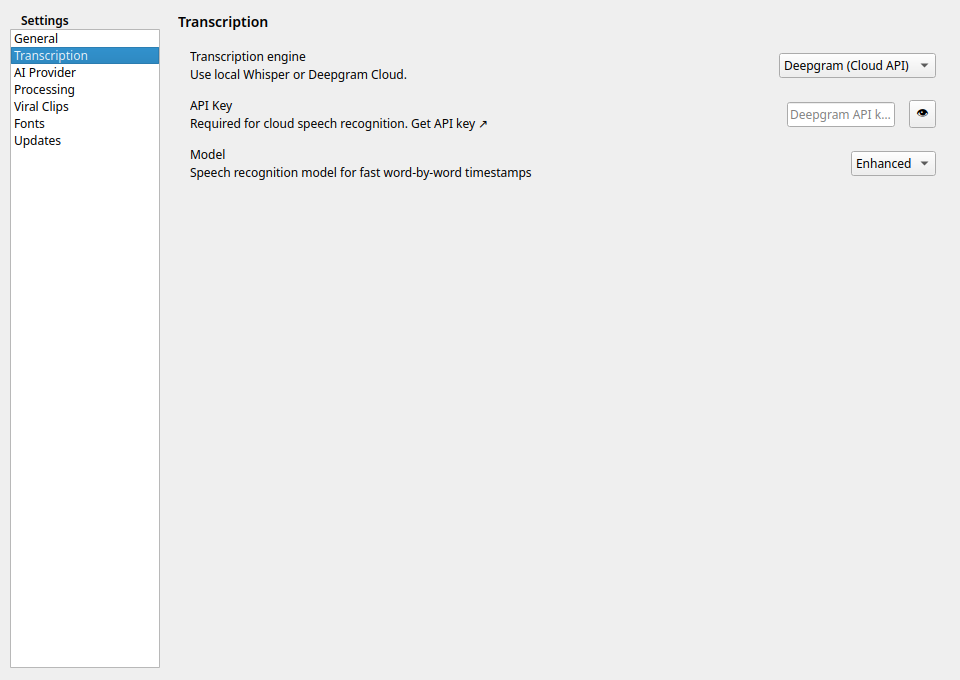 Settings
General
Transcription
AI Provider
Processing
Viral Clips
Fonts
Updates
Transcription
Transcription engine
Use local Whisper or Deepgram Cloud.
Deepgram (Cloud API)
API Key
Required for cloud speech recognition. Get API key ↗
Deepgram API k...
Model
Speech recognition model for fast word-by-word timestamps
Enhanced